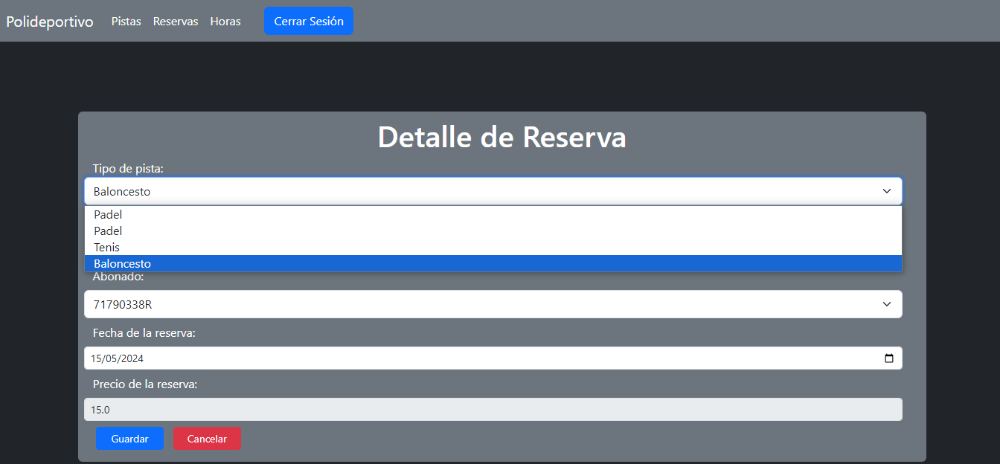 Polideportivo Pistas Reservas Horas Cerrar Sesión
Detalle de Reserva
Tipo de pista:
Baloncesto
Padel
Padel
Tenis
Baloncesto
Abonado:
71790338R
Fecha de la reserva:
15/05/2024
Precio de la reserva:
15.0
Guardar Cancelar